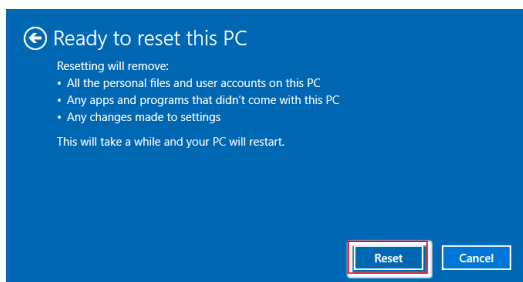 Ready to reset this PC
Resetting will remove:
• All the personal files and user accounts on this PC
• Any apps and programs that didn't come with this PC
• Any changes made to settings
This will take a while and your PC will restart.
Reset
Cancel